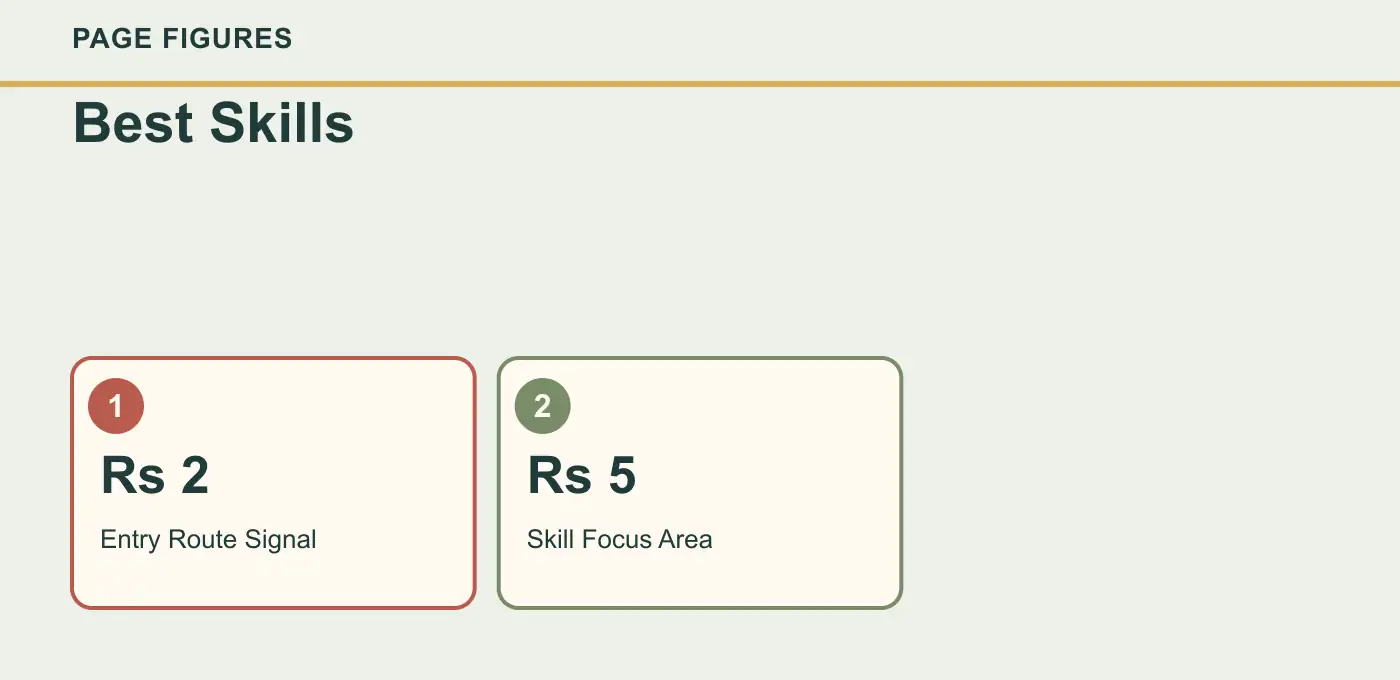 PAGE FIGURES
Best Skills
1
Rs 2
Entry Route Signal
2
Rs 5
Skill Focus Area